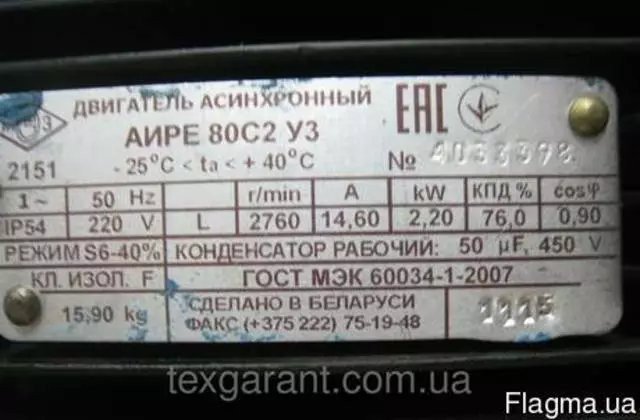 ДВИГАТЕЛЬ АСИНХРОННЫЙ EAC
АИРЕ 80С2 У3
2151 - 25°C < ta < + 40°C № 4033398
1 ~ 50 Hz r/min A kW КПД % cosφ
IP54 220 V L 2760 14,60 2,20 76,0 0,90
РЕЖИМ S6-40% КОНДЕНСАТОР РАБОЧИЙ: 50 μF, 450 V
КЛ. ИЗОЛ. F ГОСТ МЭК 60034-1-2007
15,90 kg СДЕЛАНО В БЕЛАРУСИ 1115
ФАКС (+375 222) 75-19-48
texgarant.com.ua
Flagma.ua